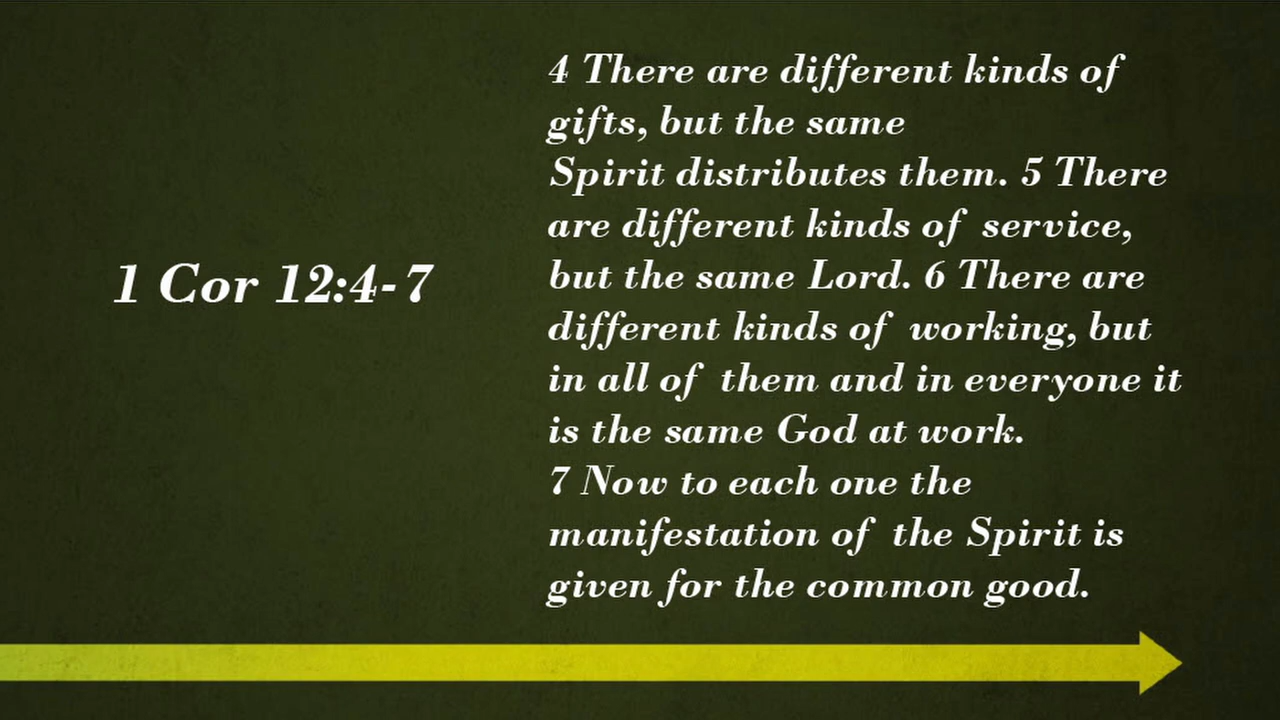 1 Cor 12:4-7
4 There are different kinds of
gifts, but the same
Spirit distributes them. 5 There
are different kinds of service,
but the same Lord. 6 There are
different kinds of working, but
in all of them and in everyone it
is the same God at work.
7 Now to each one the
manifestation of the Spirit is
given for the common good.